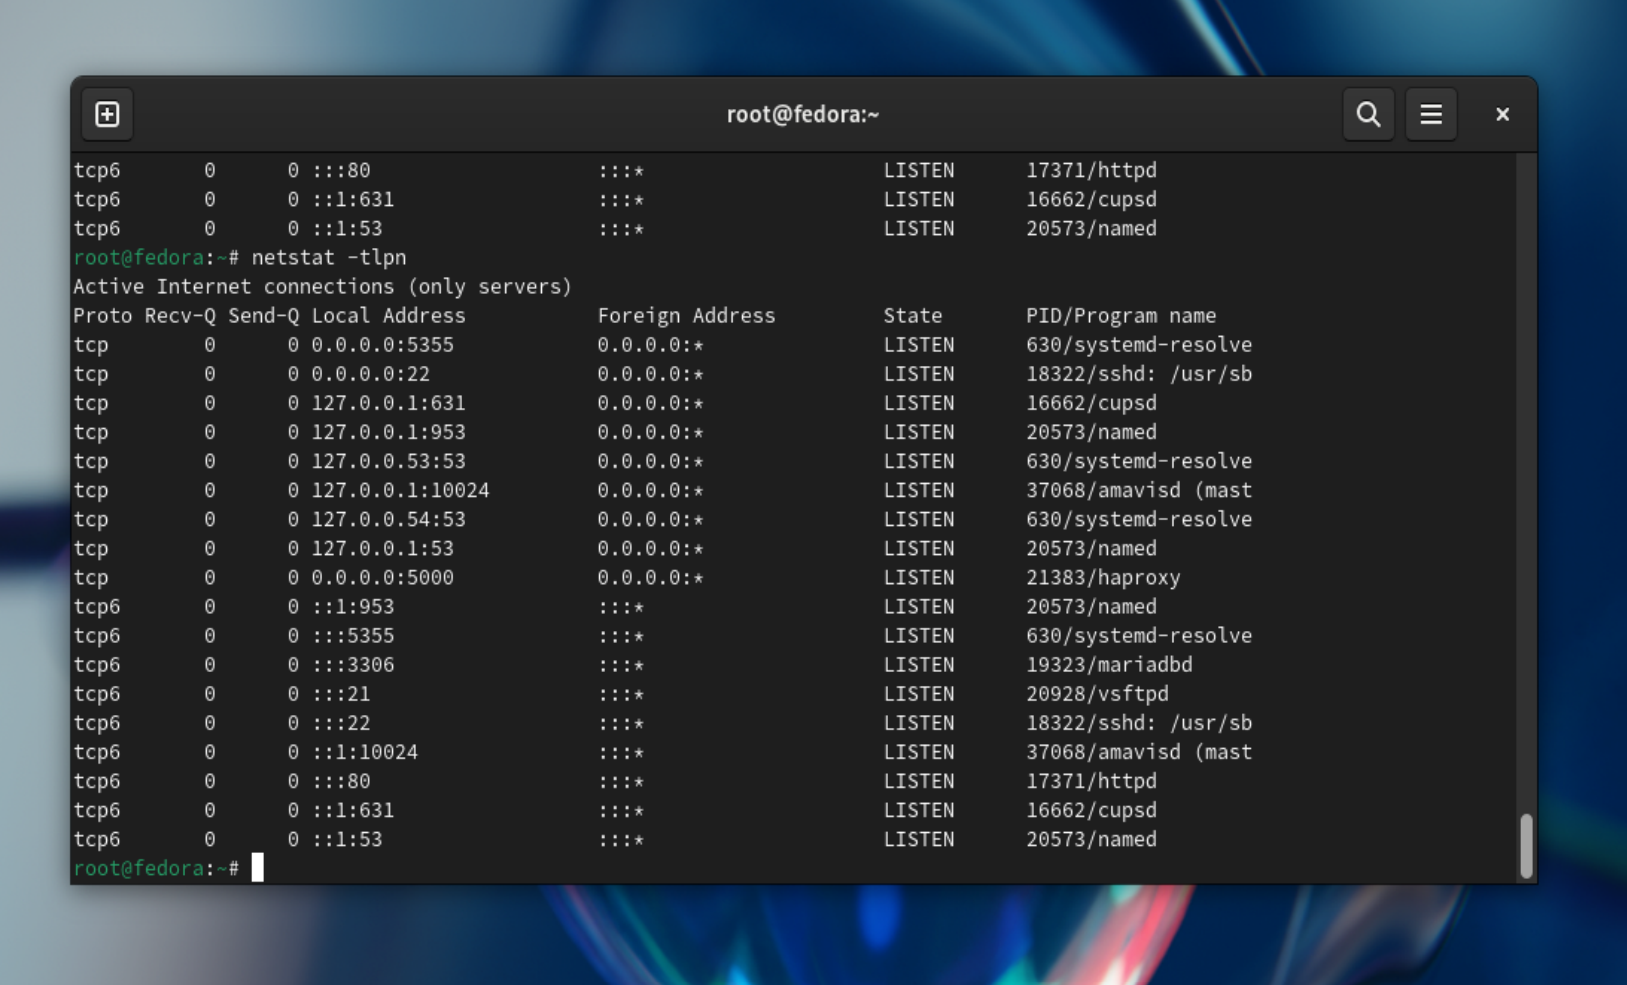 root@fedora:~
tcp6       0      0 :::80                   :::*                    LISTEN      17371/httpd
tcp6       0      0 ::1:631                 :::*                    LISTEN      16662/cupsd
tcp6       0      0 ::1:53                  :::*                    LISTEN      20573/named
root@fedora:~# netstat -tlpn
Active Internet connections (only servers)
Proto Recv-Q Send-Q Local Address           Foreign Address         State       PID/Program name
tcp        0      0 0.0.0.0:5355            0.0.0.0:*               LISTEN      630/systemd-resolve
tcp        0      0 0.0.0.0:22              0.0.0.0:*               LISTEN      18322/sshd: /usr/sb
tcp        0      0 127.0.0.1:631           0.0.0.0:*               LISTEN      16662/cupsd
tcp        0      0 127.0.0.1:953           0.0.0.0:*               LISTEN      20573/named
tcp        0      0 127.0.0.53:53           0.0.0.0:*               LISTEN      630/systemd-resolve
tcp        0      0 127.0.0.1:10024         0.0.0.0:*               LISTEN      37068/amavisd (mast
tcp        0      0 127.0.0.54:53           0.0.0.0:*               LISTEN      630/systemd-resolve
tcp        0      0 127.0.0.1:53            0.0.0.0:*               LISTEN      20573/named
tcp        0      0 0.0.0.0:5000            0.0.0.0:*               LISTEN      21383/haproxy
tcp6       0      0 ::1:953                 :::*                    LISTEN      20573/named
tcp6       0      0 :::5355                 :::*                    LISTEN      630/systemd-resolve
tcp6       0      0 :::3306                 :::*                    LISTEN      19323/mariadbd
tcp6       0      0 :::21                   :::*                    LISTEN      20928/vsftpd
tcp6       0      0 :::22                   :::*                    LISTEN      18322/sshd: /usr/sb
tcp6       0      0 ::1:10024               :::*                    LISTEN      37068/amavisd (mast
tcp6       0      0 :::80                   :::*                    LISTEN      17371/httpd
tcp6       0      0 ::1:631                 :::*                    LISTEN      16662/cupsd
tcp6       0      0 ::1:53                  :::*                    LISTEN      20573/named
root@fedora:~#